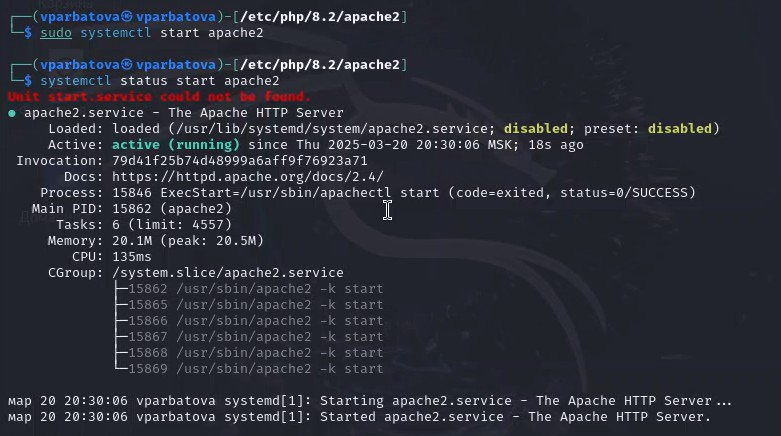 ┌──(vparbatova㉿vparbatova)-[/etc/php/8.2/apache2]
└─$ sudo systemctl start apache2
┌──(vparbatova㉿vparbatova)-[/etc/php/8.2/apache2]
└─$ systemctl status start apache2
Unit start.service could not be found.
● apache2.service - The Apache HTTP Server
Loaded: loaded (/usr/lib/systemd/system/apache2.service; disabled; preset: disabled)
Active: active (running) since Thu 2025-03-20 20:30:06 MSK; 18s ago
Invocation: 79d41f25b74d48999a6aff9f76923a71
Docs: https://httpd.apache.org/docs/2.4/
Process: 15846 ExecStart=/usr/sbin/apachectl start (code=exited, status=0/SUCCESS)
Main PID: 15862 (apache2)
Tasks: 6 (limit: 4557)
Memory: 20.1M (peak: 20.5M)
CPU: 135ms
CGroup: /system.slice/apache2.service
├─15862 /usr/sbin/apache2 -k start
├─15865 /usr/sbin/apache2 -k start
├─15866 /usr/sbin/apache2 -k start
├─15867 /usr/sbin/apache2 -k start
├─15868 /usr/sbin/apache2 -k start
└─15869 /usr/sbin/apache2 -k start
мар 20 20:30:06 vparbatova systemd[1]: Starting apache2.service - The Apache HTTP Server...
мар 20 20:30:06 vparbatova systemd[1]: Started apache2.service - The Apache HTTP Server.